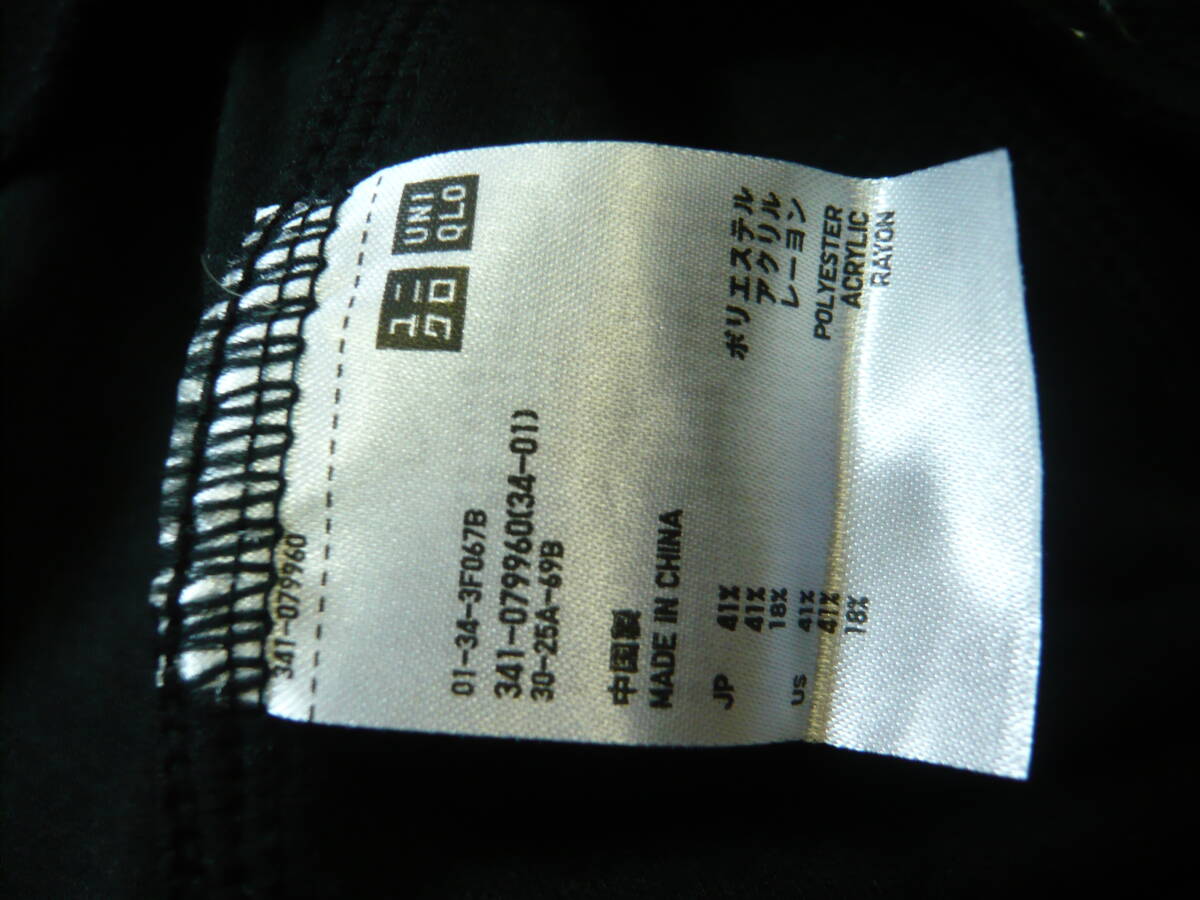 341-079960
ユニ
クロ
UNI
QLO
01-34-3F067B
341-079960(34-01)
30-25A-69B
中国製
MADE IN CHINA
JP 41% ポリエステル
41% アクリル
18% レーヨン
US 41% POLYESTER
41% ACRYLIC
18% RAYON